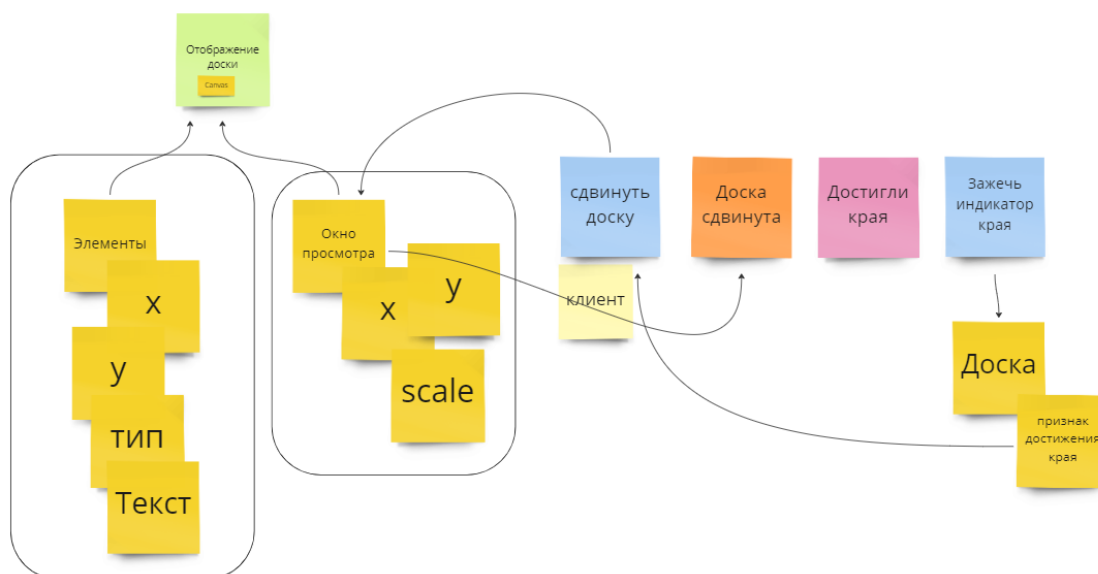 Отображение
доски
Canvas
Элементы
x
y
тип
Текст
Окно
просмотра
x
y
scale
сдвинуть
доску
клиент
Доска
сдвинута
Достигли
края
Зажечь
индикатор
края
Доска
признак
достижения
края